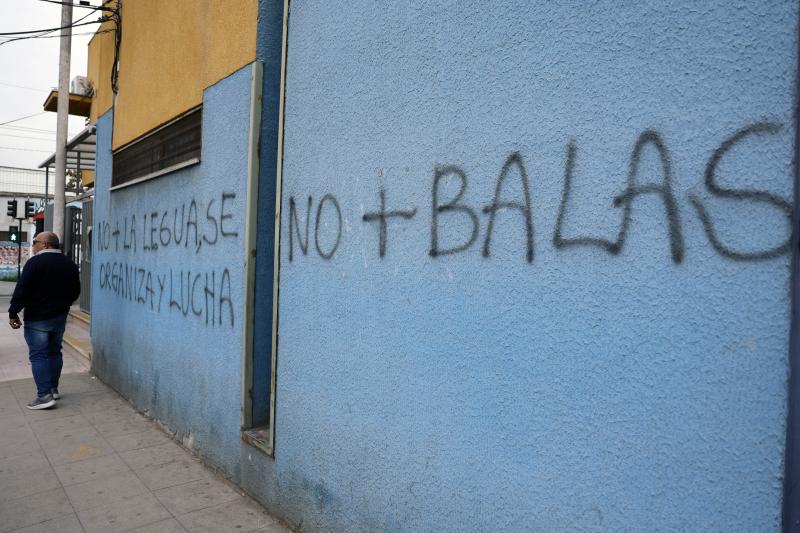 NO + LA LEGUA, SE
ORGANIZA Y LUCHA
NO + BALAS